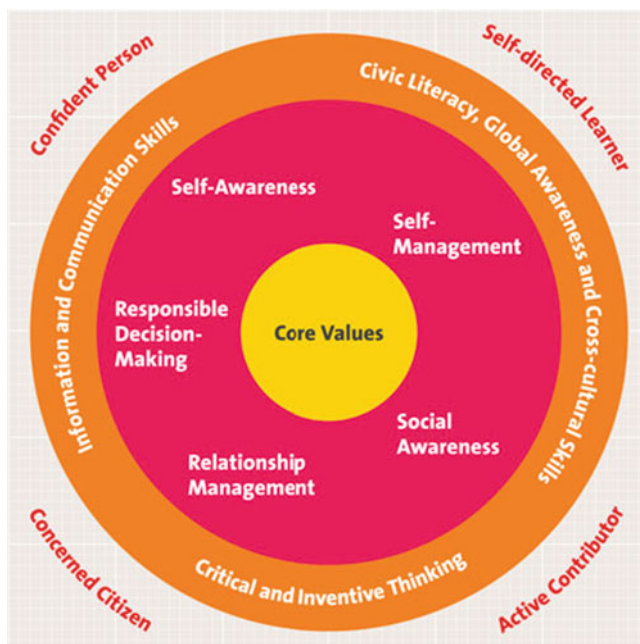 Confident Person
Self-directed Learner
Information and Communication Skills
Civic Literacy, Global Awareness and Cross-cultural Skills
Self-Awareness
Self-
Management
Responsible
Decision-
Making
Core Values
Social
Awareness
Relationship
Management
Critical and Inventive Thinking
Concerned Citizen
Active Contributor